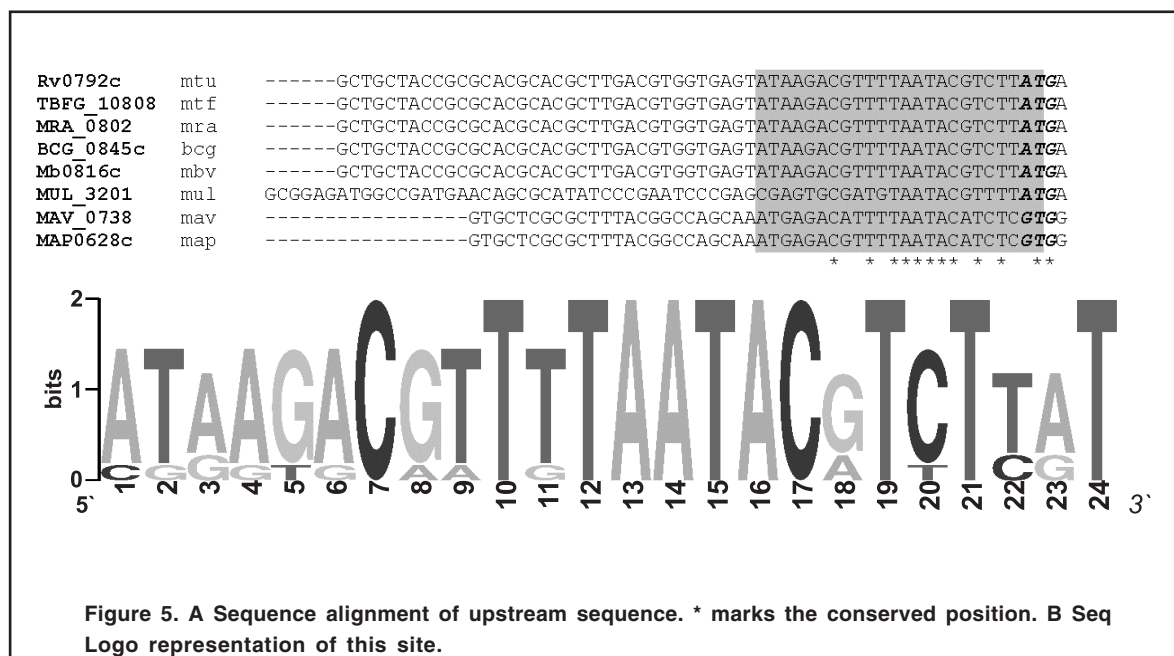 Rv0792c mtu ------GCTGCTACCGCGCACGCACGCTTGACGTGGTGAGTATAAGACGTTTTAATACGTCTTATGA
TBFG_10808 mtf ------GCTGCTACCGCGCACGCACGCTTGACGTGGTGAGTATAAGACGTTTTAATACGTCTTATGA
MRA_0802 mra ------GCTGCTACCGCGCACGCACGCTTGACGTGGTGAGTATAAGACGTTTTAATACGTCTTATGA
BCG_0845c bcg ------GCTGCTACCGCGCACGCACGCTTGACGTGGTGAGTATAAGACGTTTTAATACGTCTTATGA
Mb0816c mbv ------GCTGCTACCGCGCACGCACGCTTGACGTGGTGAGTATAAGACGTTTTAATACGTCTTATGA
MUL_3201 mul GCGGAGATGGCCGATGAACAGCGCATATCCCGAATCCCGAGCGAGTGCGATGTAATACGTTTTATGA
MAV_0738 mav -----------------GTGCTCGCGCTTTACGGCCAGCAAATGAGACATTTTAATACATCTCGTGG
MAP0628c map -----------------GTGCTCGCGCTTTACGGCCAGCAAATGAGACGTTTTAATACATCTCGTGG
* * ****** * * **
2
1
0
bits
ATAAGACGTTTTAATACGTCTTAT
CGGGTGAAGATCG
5` 1 2 3 4 5 6 7 8 9 10 11 12 13 14 15 16 17 18 19 20 21 22 23 24 3`
Figure 5. A Sequence alignment of upstream sequence. * marks the conserved position. B Seq
Logo representation of this site.